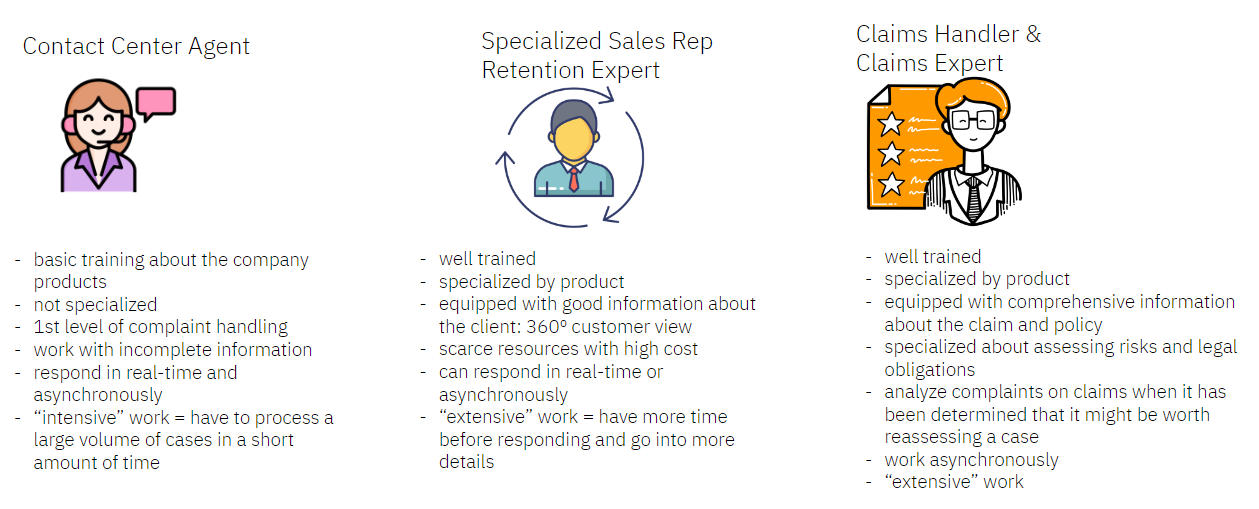 Contact Center Agent
- basic training about the company
products
- not specialized
- 1st level of complaint handling
- work with incomplete information
- respond in real-time and
asynchronously
- “intensive” work = have to process a
large volume of cases in a short
amount of time
Specialized Sales Rep
Retention Expert
- well trained
- specialized by product
- equipped with good information about
the client: 360º customer view
- scarce resources with high cost
- can respond in real-time or
asynchronously
- “extensive” work = have more time
before responding and go into more
details
Claims Handler &
Claims Expert
- well trained
- specialized by product
- equipped with comprehensive information
about the claim and policy
- specialized about assessing risks and legal
obligations
- analyze complaints on claims when it has
been determined that it might be worth
reassessing a case
- work asynchronously
- “extensive” work